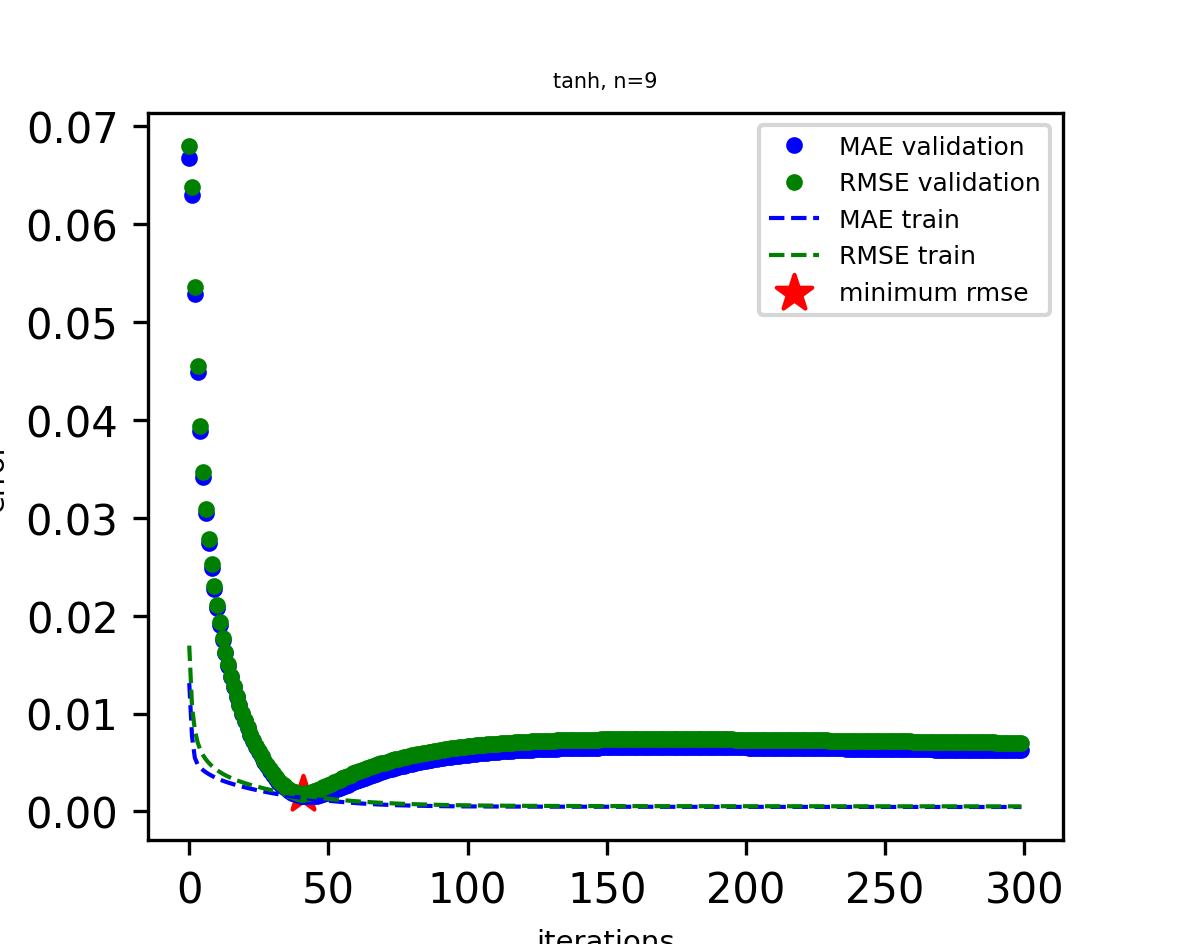 tanh, n=9
0.07
0.06
0.05
0.04
0.03
0.02
0.01
0.00
MAE validation
RMSE validation
MAE train
RMSE train
minimum rmse
0 50 100 150 200 250 300
iterations